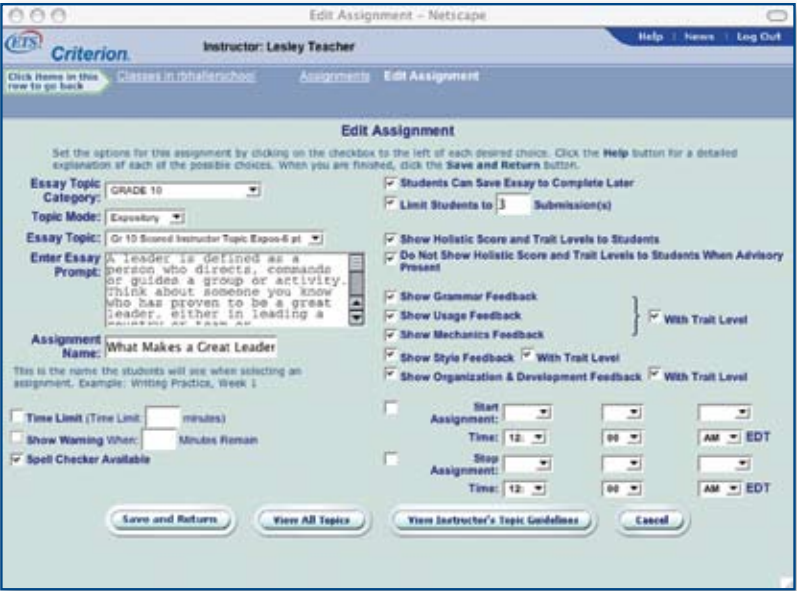 Edit Assignment – Netscape
ETS
Criterion.
Instructor: Lesley Teacher
Help | News | Log Out
Click items in this
row to go back
Classes in rbhallerschool
Assignments
Edit Assignment
Edit Assignment
Set the options for this assignment by clicking on the checkbox to the left of each desired choice. Click the Help button for a detailed
explanation of each of the possible choices. When you are finished, click the Save and Return button.
Essay Topic
Category:
GRADE 10
Topic Mode: Expository
Essay Topic: Gr 10 Scored Instructor Topic Expos-6 pt
Enter Essay
Prompt:
A leader is defined as a
person who directs, commands
or guides a group or activity.
Think about someone you know
who has proven to be a great
leader, either in leading a
country or team or
Assignment
Name:
What Makes a Great Leader
This is the name the students will see when selecting an
assignment. Example: Writing Practice, Week 1
Time Limit (Time Limit: minutes)
Show Warning When: Minutes Remain
Spell Checker Available
Students Can Save Essay to Complete Later
Limit Students to 3 Submission(s)
Show Holistic Score and Trait Levels to Students
Do Not Show Holistic Score and Trait Levels to Students When Advisory
Present
Show Grammar Feedback
Show Usage Feedback
With Trait Level
Show Mechanics Feedback
Show Style Feedback With Trait Level
Show Organization & Development Feedback With Trait Level
Start
Assignment:
Time: 12: 00 AM EDT
Stop
Assignment:
Time: 12: 00 AM EDT
Save and Return
View All Topics
View Instructor's Topic Guidelines
Cancel